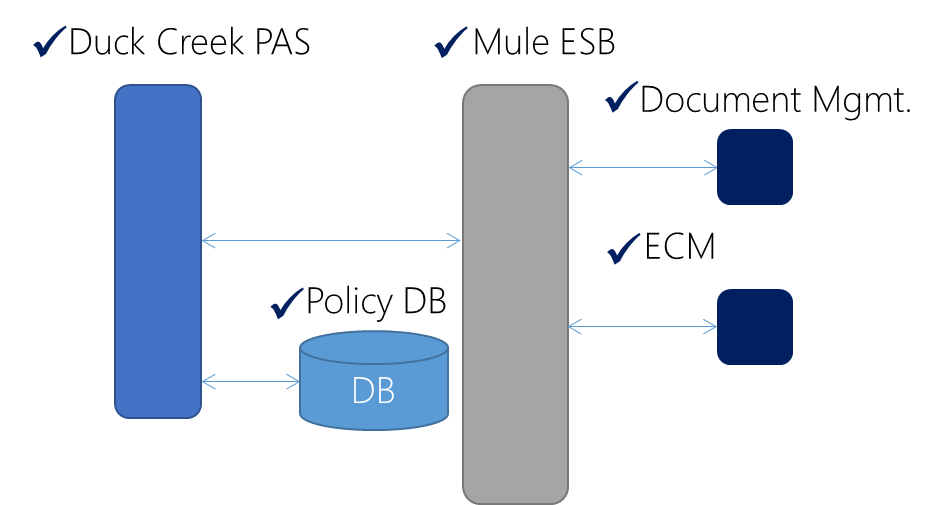 Duck Creek PAS
Mule ESB
Document Mgmt.
ECM
Policy DB
DB